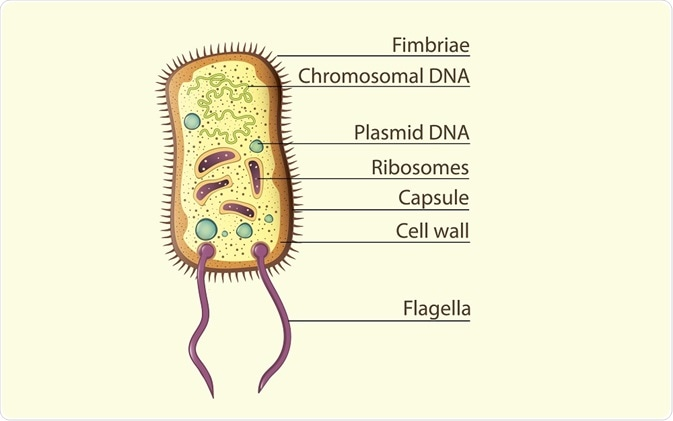 Fimbriae
Chromosomal DNA
Plasmid DNA
Ribosomes
Capsule
Cell wall
Flagella